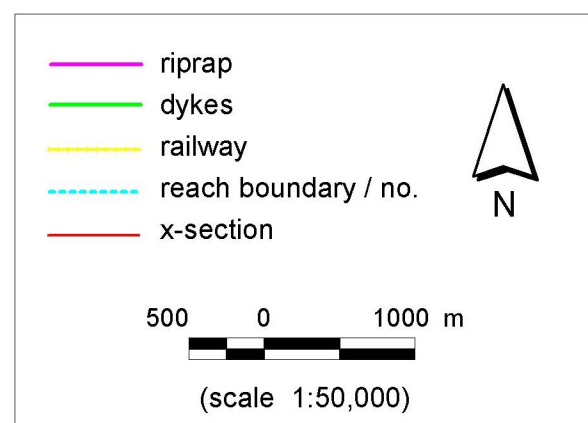 riprap
dykes
railway
reach boundary / no.
x-section
N
500 0 1000 m
(scale 1:50,000)